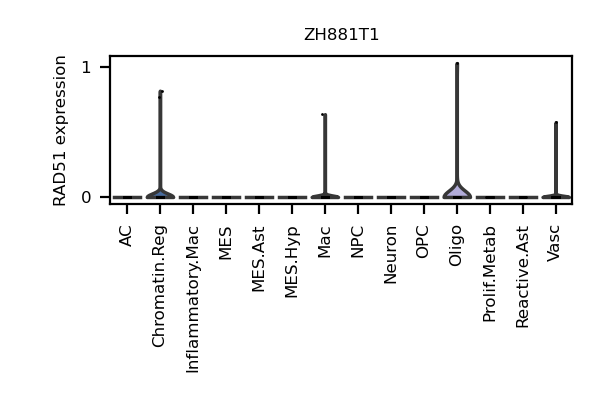 ZH881T1
RAD51 expression
1
0
AC
Chromatin.Reg
Inflammatory.Mac
MES
MES.Ast
MES.Hyp
Mac
NPC
Neuron
OPC
Oligo
Prolif.Metab
Reactive.Ast
Vasc